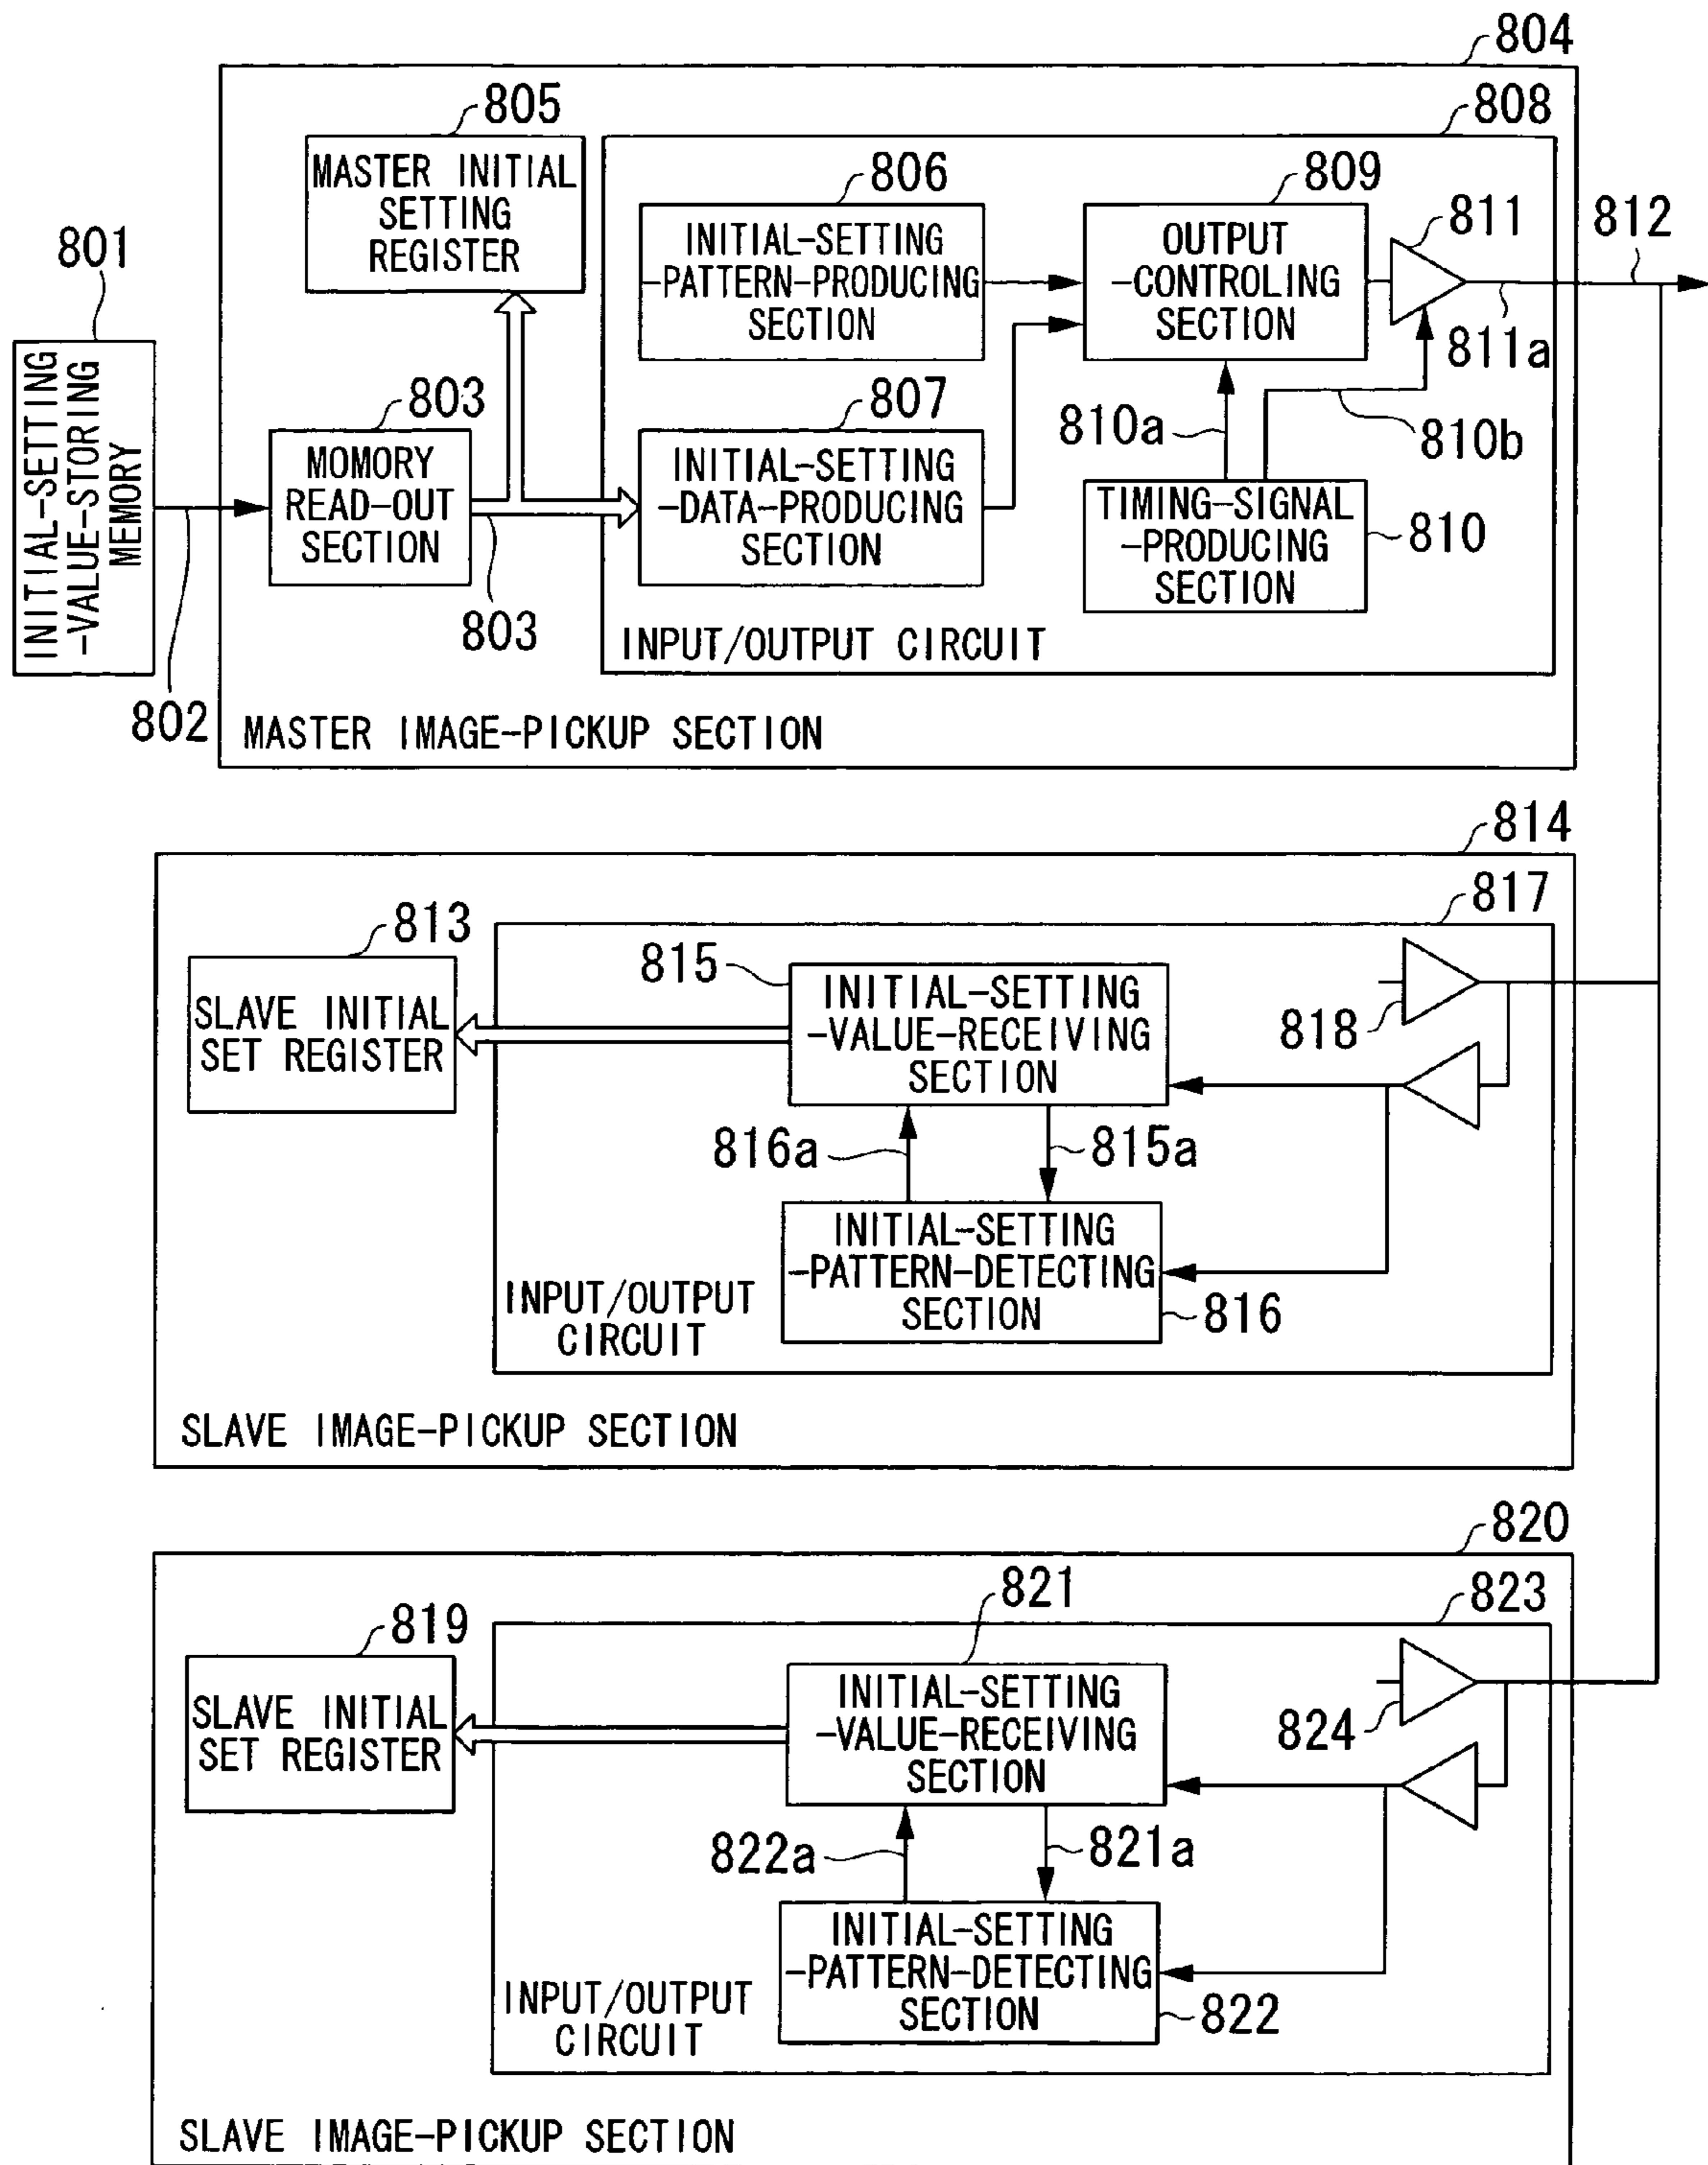 804
805
808
MASTER INITIAL
SETTING
REGISTER
806
809
INITIAL-SETTING
-PATTERN-PRODUCING
SECTION
OUTPUT
-CONTROLING
SECTION
811
812
811a
801
INITIAL-SETTING
-VALUE-STORING
MEMORY
803
MOMORY
READ-OUT
SECTION
807
INITIAL-SETTING
-DATA-PRODUCING
SECTION
810a
810b
TIMING-SIGNAL
-PRODUCING
SECTION
810
803
INPUT/OUTPUT CIRCUIT
802
MASTER IMAGE-PICKUP SECTION
814
817
813
SLAVE INITIAL
SET REGISTER
815
INITIAL-SETTING
-VALUE-RECEIVING
SECTION
818
816a
815a
INITIAL-SETTING
-PATTERN-DETECTING
SECTION
816
INPUT/OUTPUT
CIRCUIT
SLAVE IMAGE-PICKUP SECTION
820
823
819
SLAVE INITIAL
SET REGISTER
821
INITIAL-SETTING
-VALUE-RECEIVING
SECTION
824
822a
821a
INITIAL-SETTING
-PATTERN-DETECTING
SECTION
822
INPUT/OUTPUT
CIRCUIT
SLAVE IMAGE-PICKUP SECTION